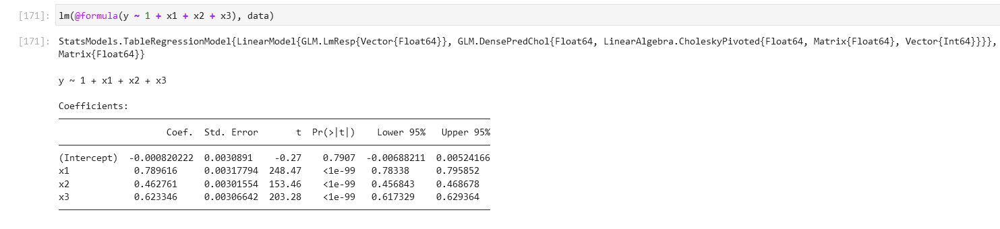 [171]: lm(@formula(y ~ 1 + x1 + x2 + x3), data)
[171]: StatsModels.TableRegressionModel{LinearModel{GLM.LmResp{Vector{Float64}}, GLM.DensePredChol{Float64, LinearAlgebra.CholeskyPivoted{Float64, Matrix{Float64}, Vector{Int64}}}},
Matrix{Float64}}
y ~ 1 + x1 + x2 + x3
Coefficients:
Coef. Std. Error t Pr(>|t|) Lower 95% Upper 95%
(Intercept) -0.000820222 0.0030891 -0.27 0.7907 -0.00688211 0.00524166
x1 0.789616 0.00317794 248.47 <1e-99 0.78338 0.795852
x2 0.462761 0.00301554 153.46 <1e-99 0.456843 0.468678
x3 0.623346 0.00306642 203.28 <1e-99 0.617329 0.629364